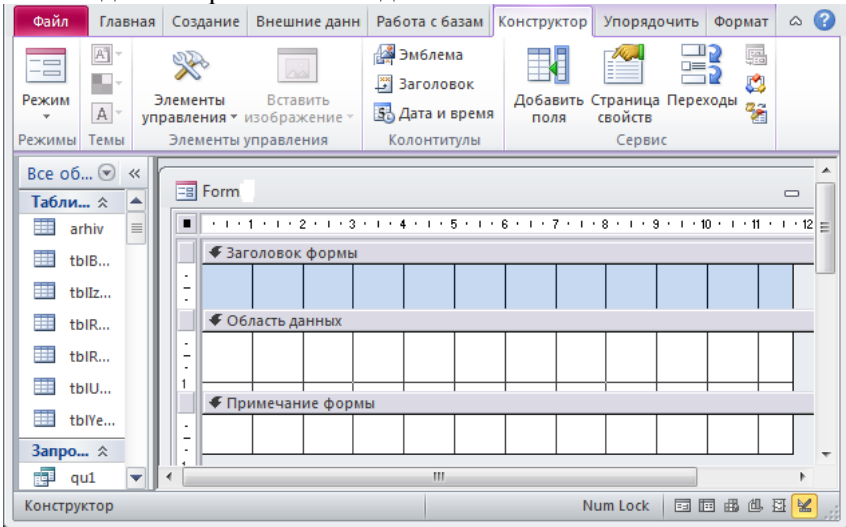 Файл Главная Создание Внешние данн Работа с базам Конструктор Упорядочить Формат
Эмблема
Заголовок
Дата и время
Режим
Элементы управления
Вставить изображение
Добавить поля
Страница свойств
Переходы
Режимы Темы Элементы управления Колонтитулы Сервис
Все об... «
Form
Табли...
1 2 3 4 5 6 7 8 9 10 11 12
arhiv
Заголовок формы
tblB...
tblIz...
Область данных
tblR...
tblR...
1
tblU...
Примечание формы
tblYe...
Запро...
qu1
Конструктор Num Lock